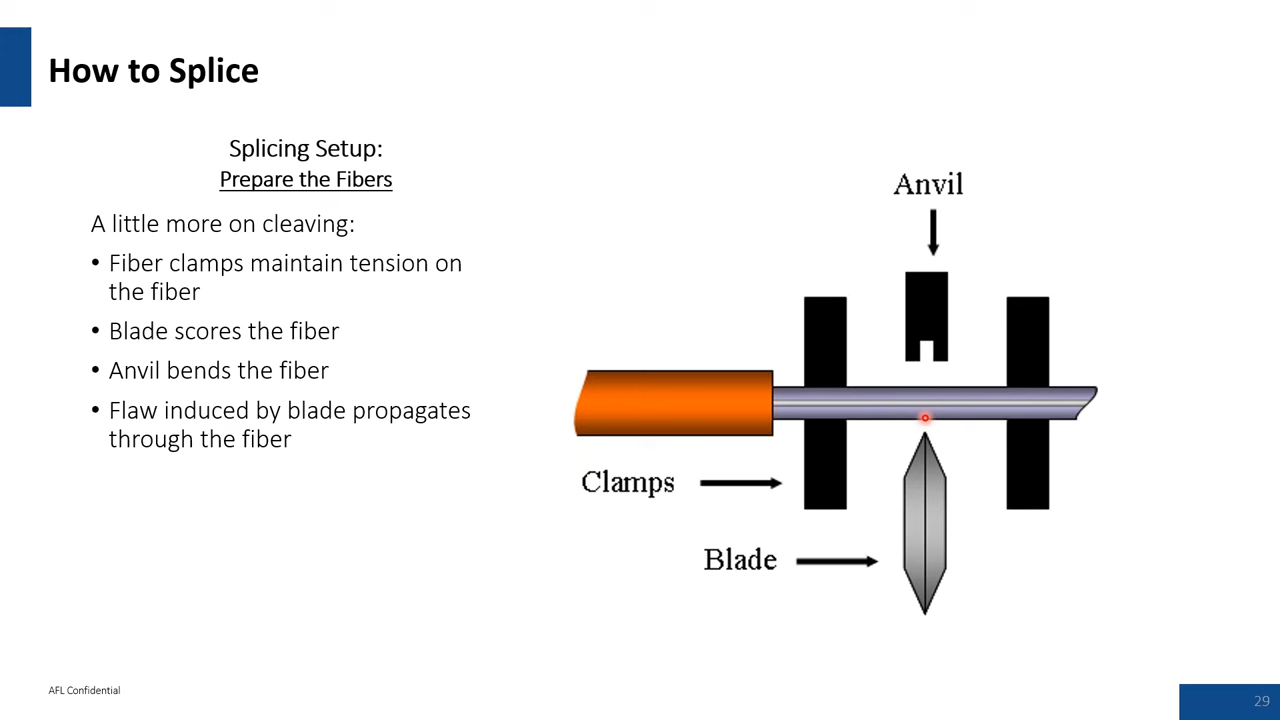 How to Splice
Splicing Setup:
Prepare the Fibers
A little more on cleaving:
• Fiber clamps maintain tension on
the fiber
• Blade scores the fiber
• Anvil bends the fiber
• Flaw induced by blade propagates
through the fiber
Anvil
Clamps
Blade
AFL Confidential
29